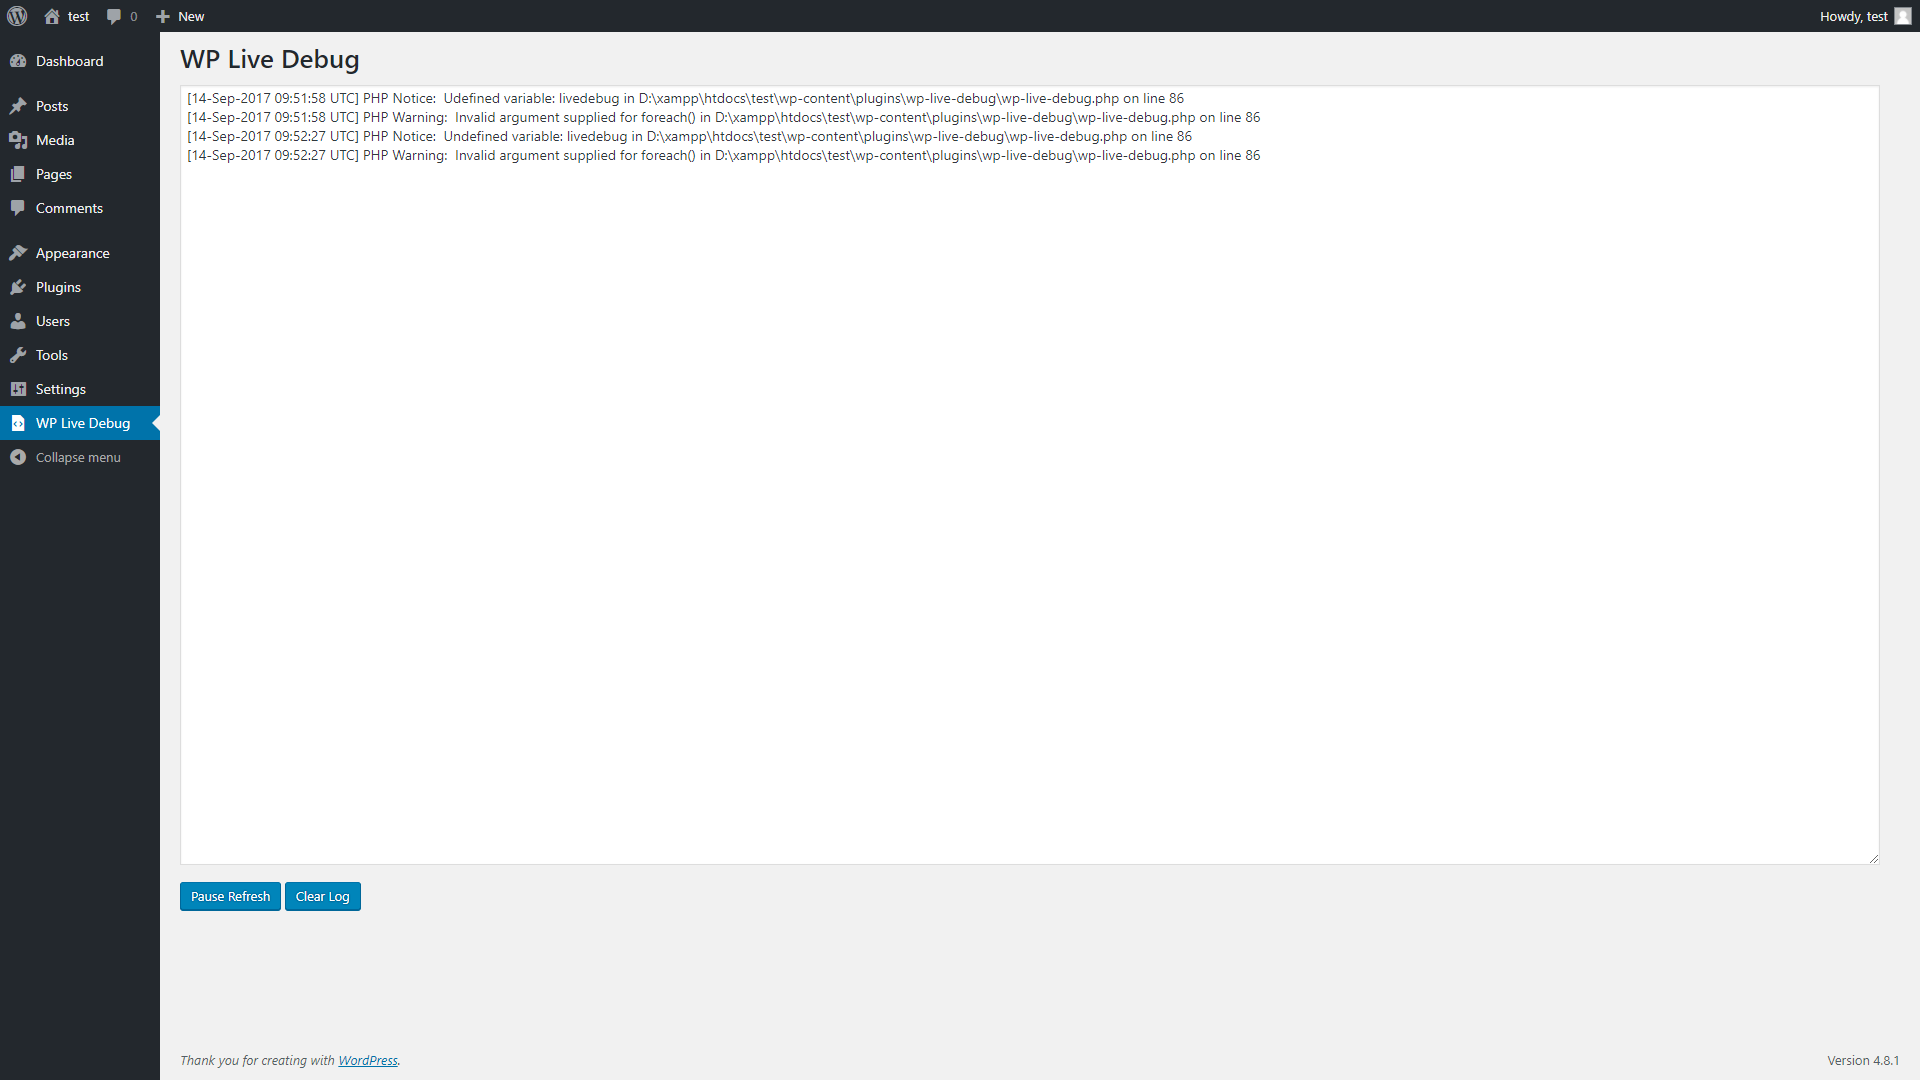 test 0 New Howdy, test
Dashboard
Posts
Media
Pages
Comments
Appearance
Plugins
Users
Tools
Settings
WP Live Debug
Collapse menu
WP Live Debug
[14-Sep-2017 09:51:58 UTC] PHP Notice:  Udefined variable: livedebug in D:\xampp\htdocs\test\wp-content\plugins\wp-live-debug\wp-live-debug.php on line 86
[14-Sep-2017 09:51:58 UTC] PHP Warning:  Invalid argument supplied for foreach() in D:\xampp\htdocs\test\wp-content\plugins\wp-live-debug\wp-live-debug.php on line 86
[14-Sep-2017 09:52:27 UTC] PHP Notice:  Undefined variable: livedebug in D:\xampp\htdocs\test\wp-content\plugins\wp-live-debug\wp-live-debug.php on line 86
[14-Sep-2017 09:52:27 UTC] PHP Warning:  Invalid argument supplied for foreach() in D:\xampp\htdocs\test\wp-content\plugins\wp-live-debug\wp-live-debug.php on line 86
Pause Refresh Clear Log
Thank you for creating with WordPress. Version 4.8.1